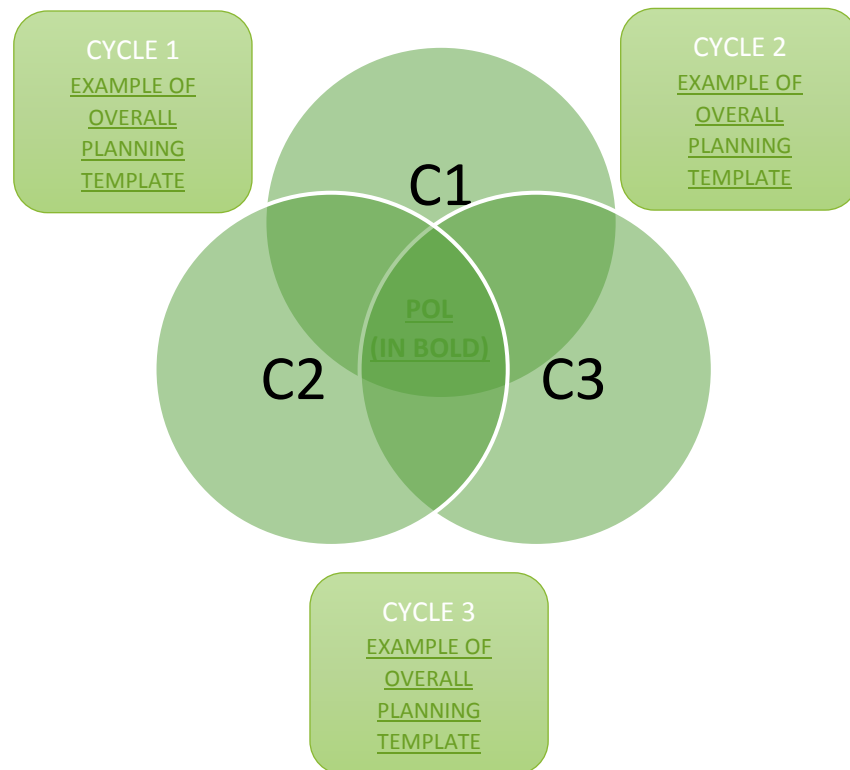 CYCLE 1
EXAMPLE OF
OVERALL
PLANNING
TEMPLATE
CYCLE 2
EXAMPLE OF
OVERALL
PLANNING
TEMPLATE
C1
POL
(IN BOLD)
C2
C3
CYCLE 3
EXAMPLE OF
OVERALL
PLANNING
TEMPLATE